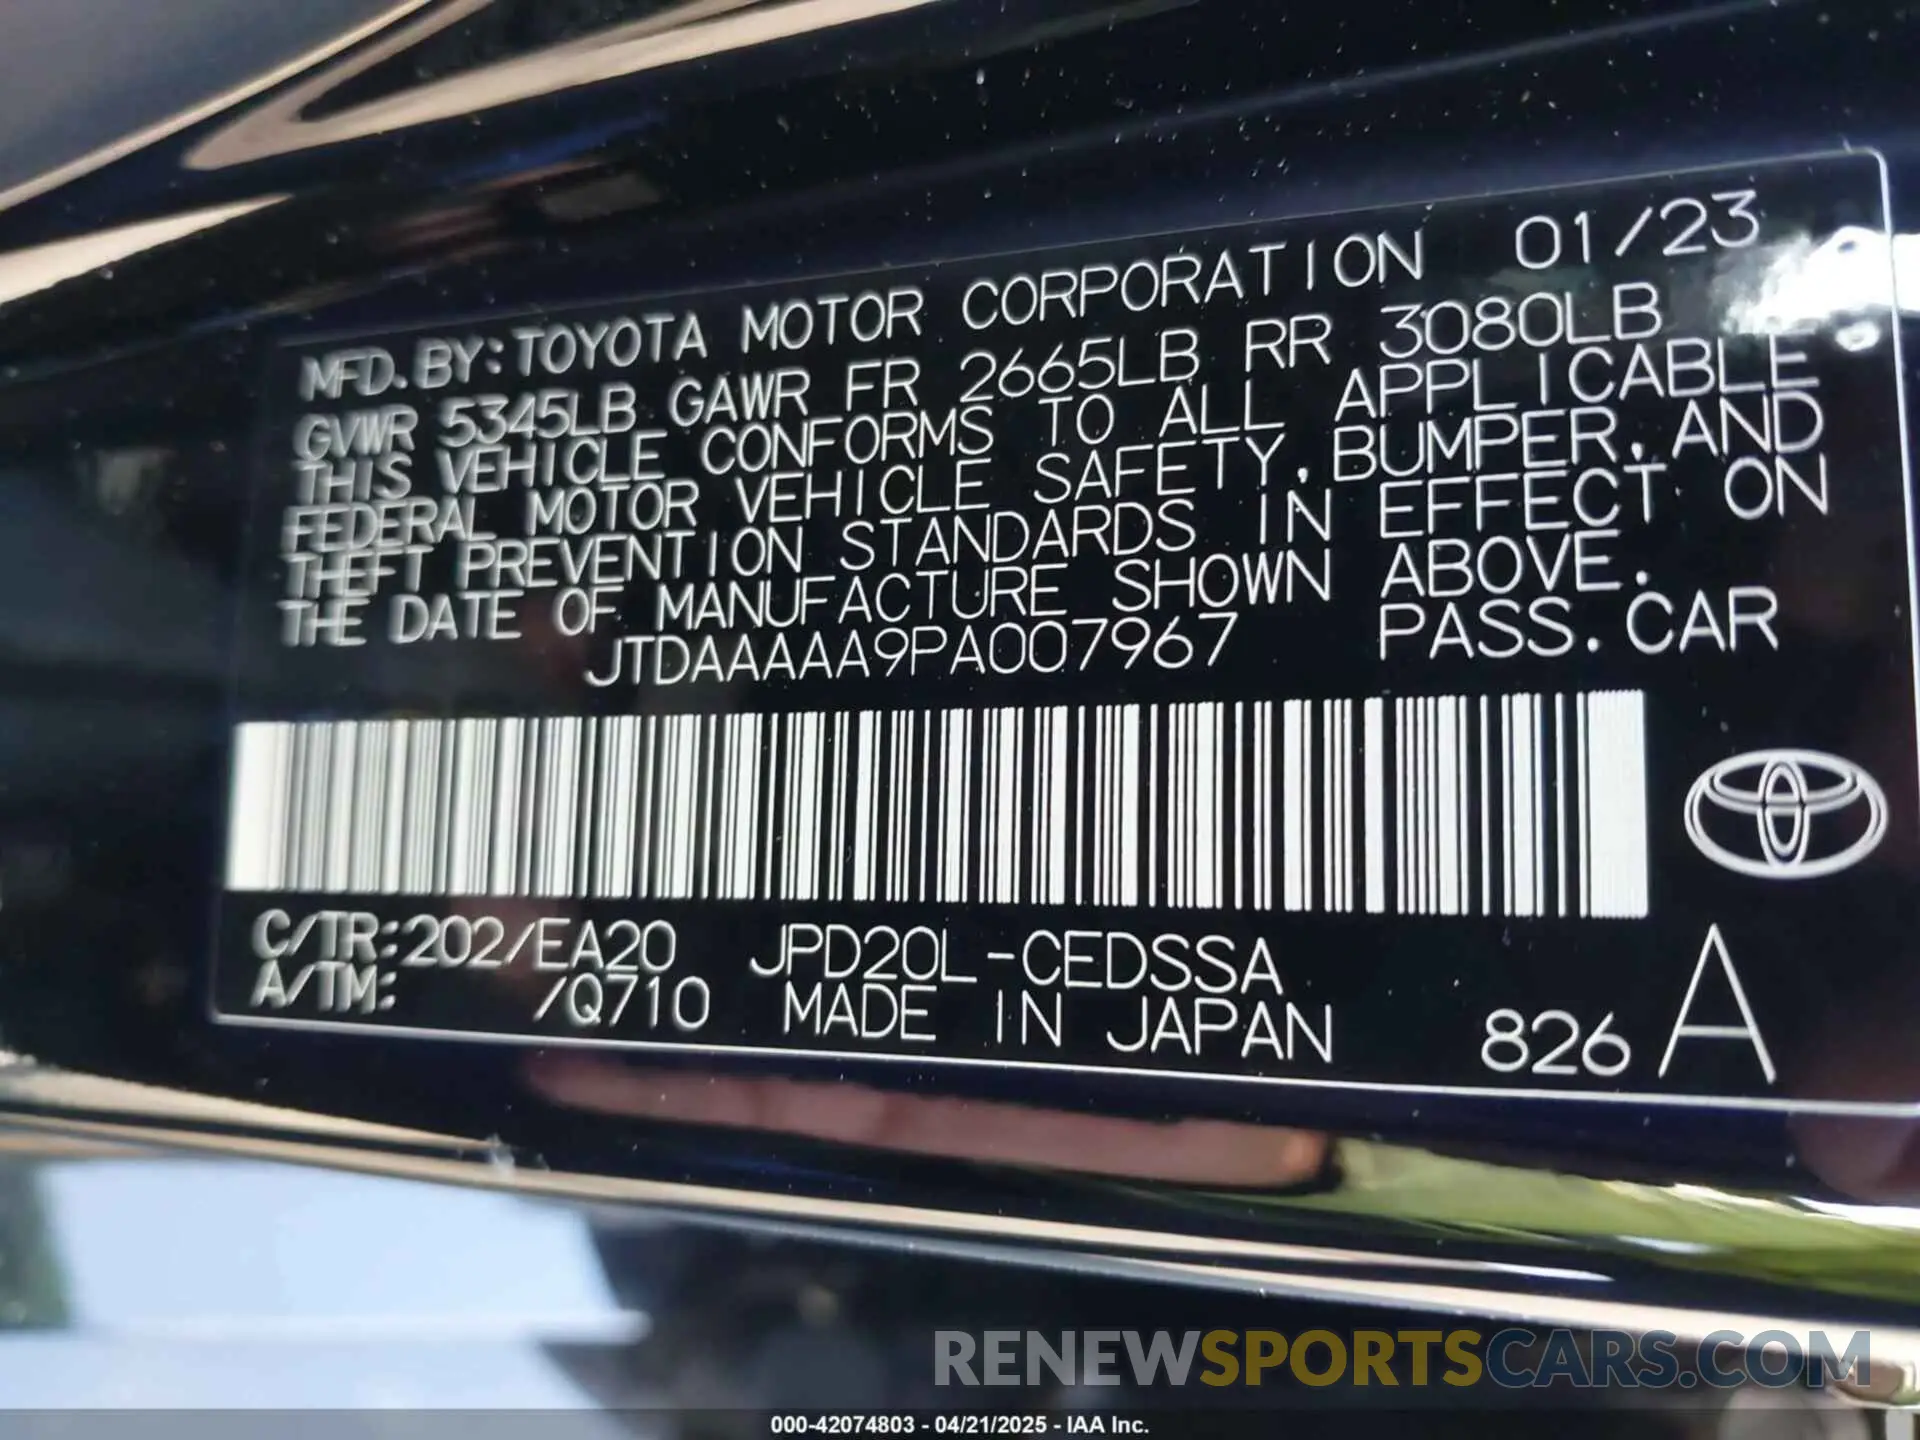 MFD. BY: TOYOTA MOTOR CORPORATION 01/23
GVWR 5345LB GAWR FR 2665LB RR 3080LB
THIS VEHICLE CONFORMS TO ALL APPLICABLE
FEDERAL MOTOR VEHICLE SAFETY, BUMPER, AND
THEFT PREVENTION STANDARDS IN EFFECT ON
THE DATE OF MANUFACTURE SHOWN ABOVE.
JTDAAAAA9PA007967 PASS. CAR
C/TR: 202/EA20 JPD20L-CEDSSA
A/TM: /Q710 MADE IN JAPAN 826 A
RENEWSPORTSCARS.COM
000-42074803 - 04/21/2025 - IAA Inc.